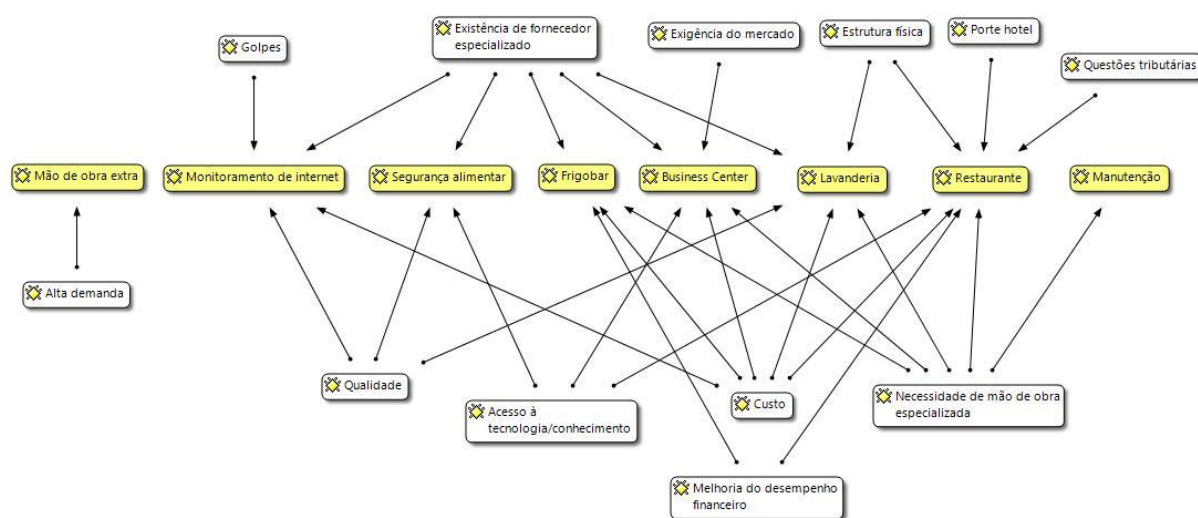 Golpes
Existência de fornecedor
especializado
Exigência do mercado
Estrutura física
Porte hotel
Questões tributárias
Mão de obra extra
Monitoramento de internet
Segurança alimentar
Frigobar
Business Center
Lavanderia
Restaurante
Manutenção
Alta demanda
Qualidade
Acesso à
tecnologia/conhecimento
Custo
Necessidade de mão de obra
especializada
Melhoria do desempenho
financeiro